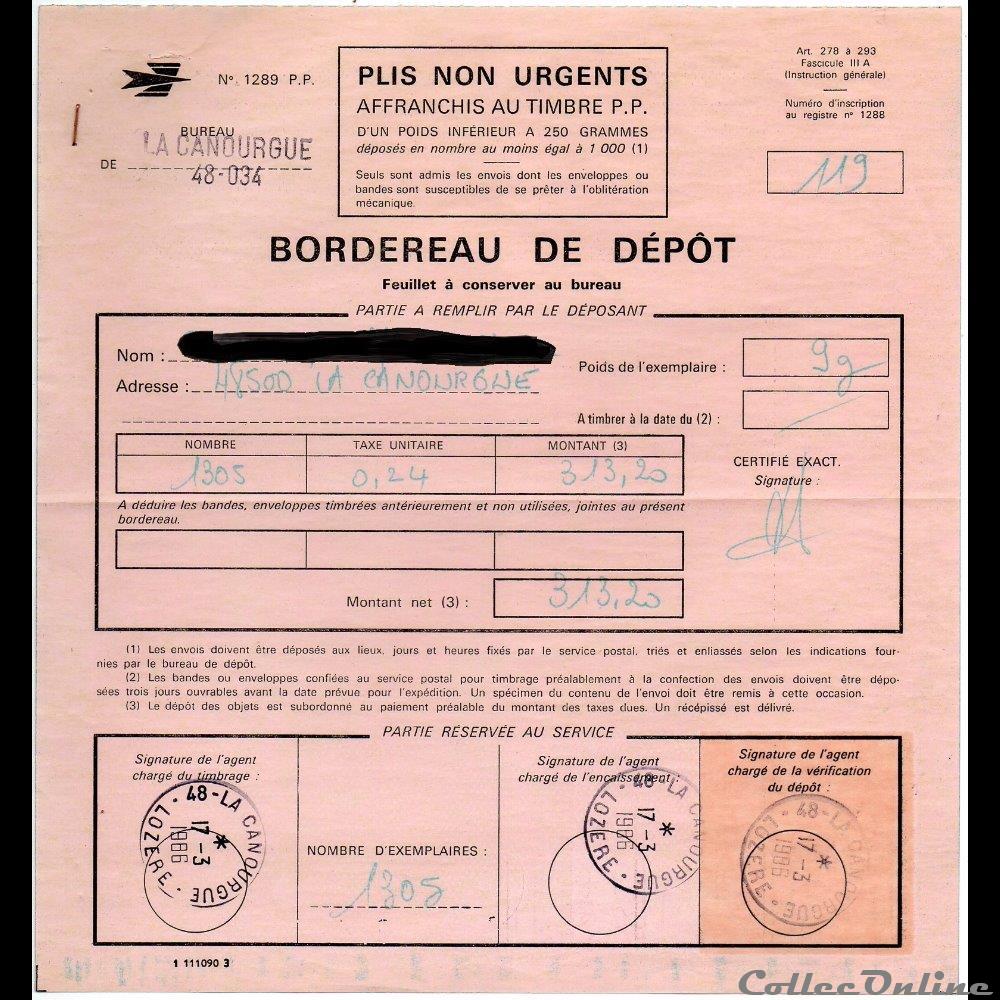 N° 1289 P.P.
BUREAU
DE LA CANOURGUE
48-034
PLIS NON URGENTS
AFFRANCHIS AU TIMBRE P.P.
D'UN POIDS INFÉRIEUR A 250 GRAMMES
déposés en nombre au moins égal à 1 000 (1)
Seuls sont admis les envois dont les enveloppes ou
bandes sont susceptibles de se prêter à l'oblitération
mécanique.
Art. 278 à 293
Fascicule III A
(Instruction générale)
Numéro d'inscription
au registre n° 1288
119
BORDEREAU DE DÉPÔT
Feuillet à conserver au bureau
PARTIE A REMPLIR PAR LE DÉPOSANT
Nom :
Adresse : 48500 LA CANOURGUE
Poids de l'exemplaire : 9g
A timbrer à la date du (2) :
NOMBRE TAXE UNITAIRE MONTANT (3)
1305 0,24 313,20
CERTIFIÉ EXACT.
Signature :
A déduire les bandes, enveloppes timbrées antérieurement et non utilisées, jointes au présent
bordereau.
Montant net (3) : 313,20
(1) Les envois doivent être déposés aux lieux, jours et heures fixés par le service postal, triés et enliassés selon les indications four-
nies par le bureau de dépôt.
(2) Les bandes ou enveloppes confiées au service postal pour timbrage préalablement à la confection des envois doivent être dépo-
sées trois jours ouvrables avant la date prévue pour l'expédition. Un spécimen du contenu de l'envoi doit être remis à cette occasion.
(3) Le dépôt des objets est subordonné au paiement préalable du montant des taxes dues. Un récépissé est délivré.
PARTIE RÉSERVÉE AU SERVICE
Signature de l'agent
chargé du timbrage :
48-LA CANOURGUE · LOZERE ·
17-3
1986
*
NOMBRE D'EXEMPLAIRES :
1305
Signature de l'agent
chargé de l'encaissement :
48-LA CANOURGUE · LOZERE ·
17-3
1986
*
Signature de l'agent
chargé de la vérification
du dépôt :
48-LA CANOURGUE · LOZERE ·
17-3
1986
*
1 111090 3
CollecOnline